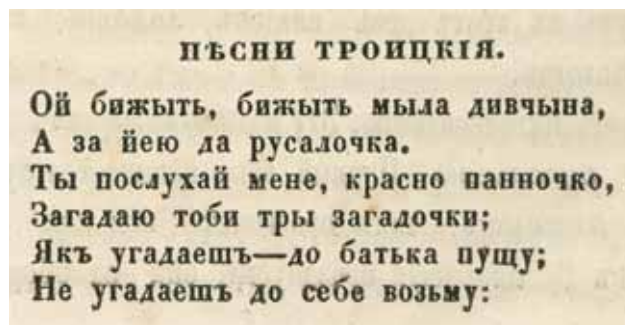 ПѢСНИ ТРОИЦКІЯ.
Ой бижыть, бижыть мыла дивчына,
А за йею да русалочка.
Ты послухай мене, красно панночко,
Загадаю тоби тры загадочки;
Якъ угадаешъ—до батька пущу;
Не угадаешъ до себе возьму: